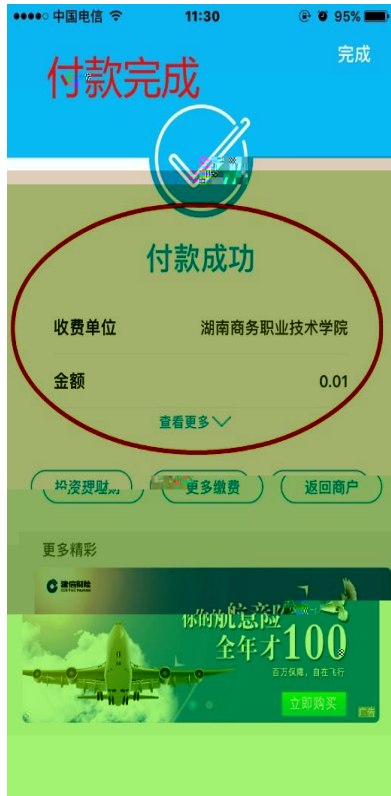 中国电信 11:30 95%
付款完成
完成
付款成功
收费单位 湖南商务职业技术学院
金额 0.01
查看更多
投资理财 更多缴费 返回商户
更多精彩
建信财险
你的航意险
全年才100
百万保障，自在飞行
立即购买
广告